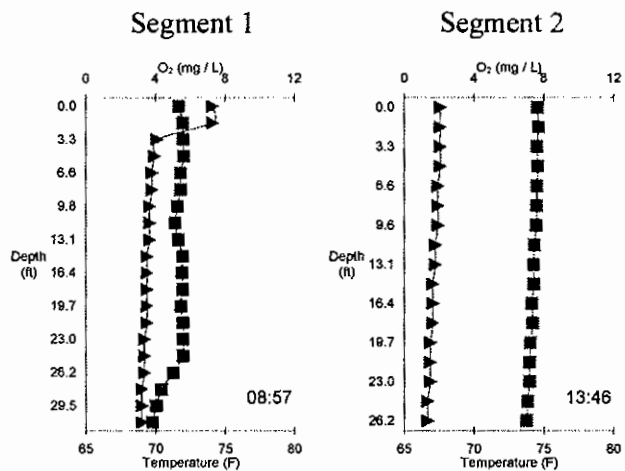 Segment 1
O₂ (mg / L)
0 4 8 12
0.0
3.3
6.6
9.8
13.1
Depth
(ft)
16.4
19.7
23.0
26.2
29.5
08:57
65 70 75 80
Temperature (F)
Segment 2
O₂ (mg / L)
0 4 8 12
0.0
3.3
6.6
9.6
13.1
Depth
(ft)
16.4
19.7
23.0
26.2
13:46
65 70 75 80
Temperature (F)